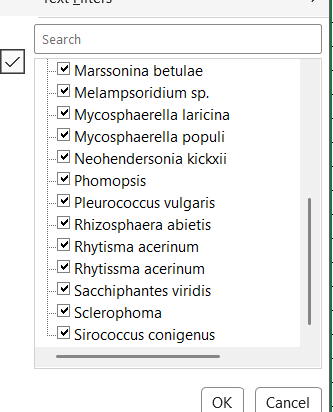 Text Filters
Search
Marssonina betulae
Melampsoridium sp.
Mycosphaerella laricina
Mycosphaerella populi
Neohendersonia kickxii
Phomopsis
Pleurococcus vulgaris
Rhizosphaera abietis
Rhytisma acerinum
Rhytissma acerinum
Sacchiphantes viridis
Sclerophoma
Sirococcus conigenus
OK
Cancel